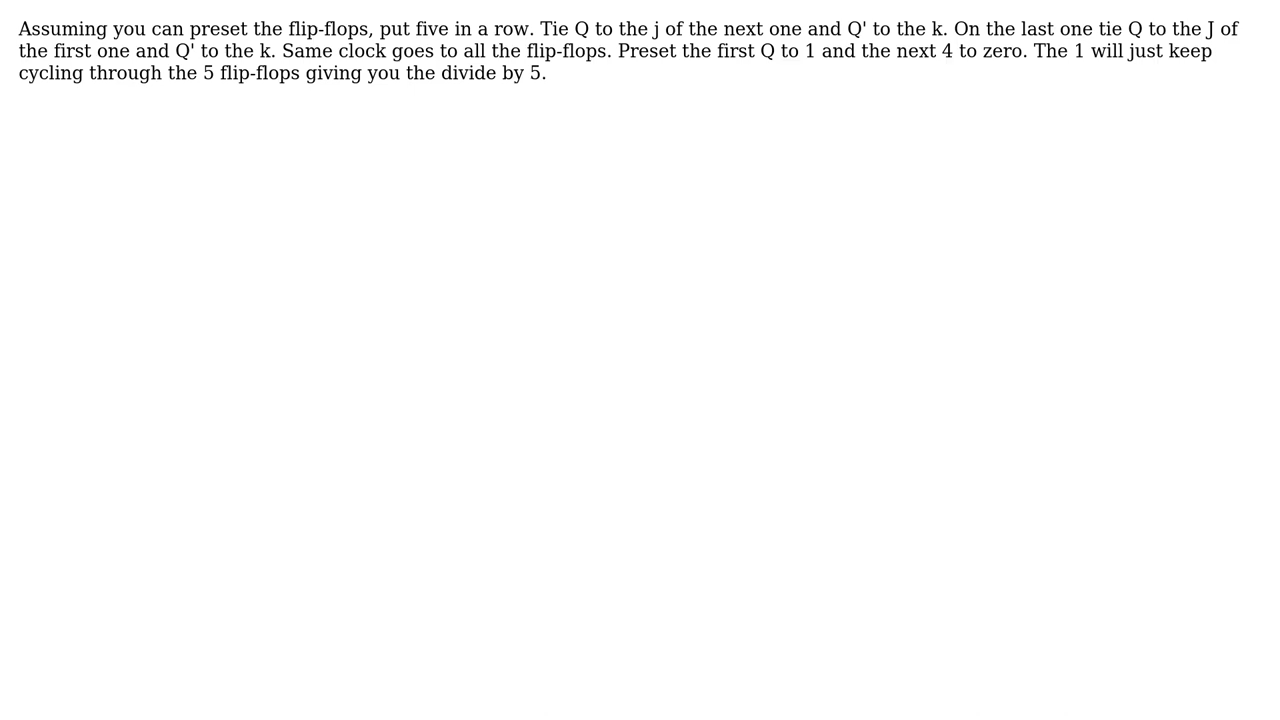 Assuming you can preset the flip-flops, put five in a row. Tie Q to the j of the next one and Q' to the k. On the last one tie Q to the J of
the first one and Q' to the k. Same clock goes to all the flip-flops. Preset the first Q to 1 and the next 4 to zero. The 1 will just keep
cycling through the 5 flip-flops giving you the divide by 5.